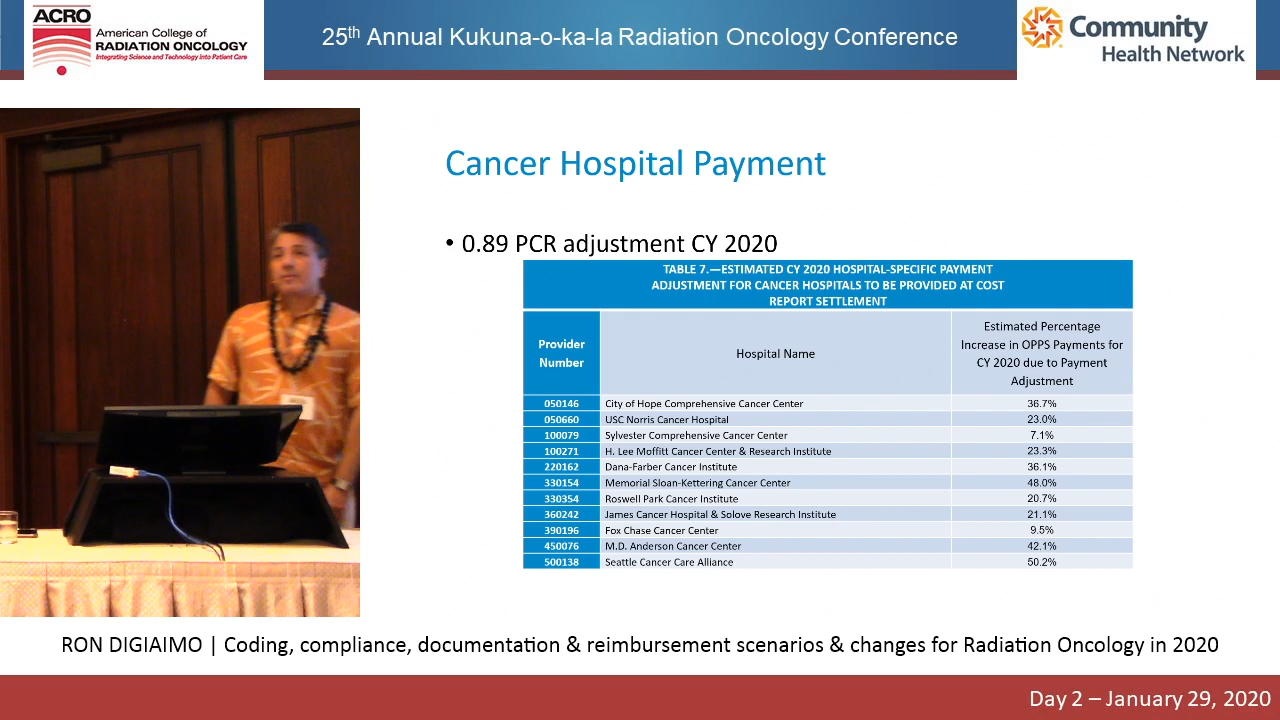 ACRO
American College of
RADIATION ONCOLOGY
Integrating Science and Technology Into Patient Care
25th Annual Kukuna-o-ka-la Radiation Oncology Conference
Community
Health Network
Cancer Hospital Payment
• 0.89 PCR adjustment CY 2020
TABLE 7.—ESTIMATED CY 2020 HOSPITAL-SPECIFIC PAYMENT
ADJUSTMENT FOR CANCER HOSPITALS TO BE PROVIDED AT COST
REPORT SETTLEMENT
Provider
Number
Hospital Name
Estimated Percentage
Increase in OPPS Payments for
CY 2020 due to Payment
Adjustment
050146 City of Hope Comprehensive Cancer Center 36.7%
050660 USC Norris Cancer Hospital 23.0%
100079 Sylvester Comprehensive Cancer Center 7.1%
100271 H. Lee Moffitt Cancer Center & Research Institute 23.3%
220162 Dana-Farber Cancer Institute 36.1%
330154 Memorial Sloan-Kettering Cancer Center 48.0%
330354 Roswell Park Cancer Institute 20.7%
360242 James Cancer Hospital & Solove Research Institute 21.1%
390196 Fox Chase Cancer Center 9.5%
450076 M.D. Anderson Cancer Center 42.1%
500138 Seattle Cancer Care Alliance 50.2%
RON DIGIAIMO | Coding, compliance, documentation & reimbursement scenarios & changes for Radiation Oncology in 2020
Day 2 – January 29, 2020